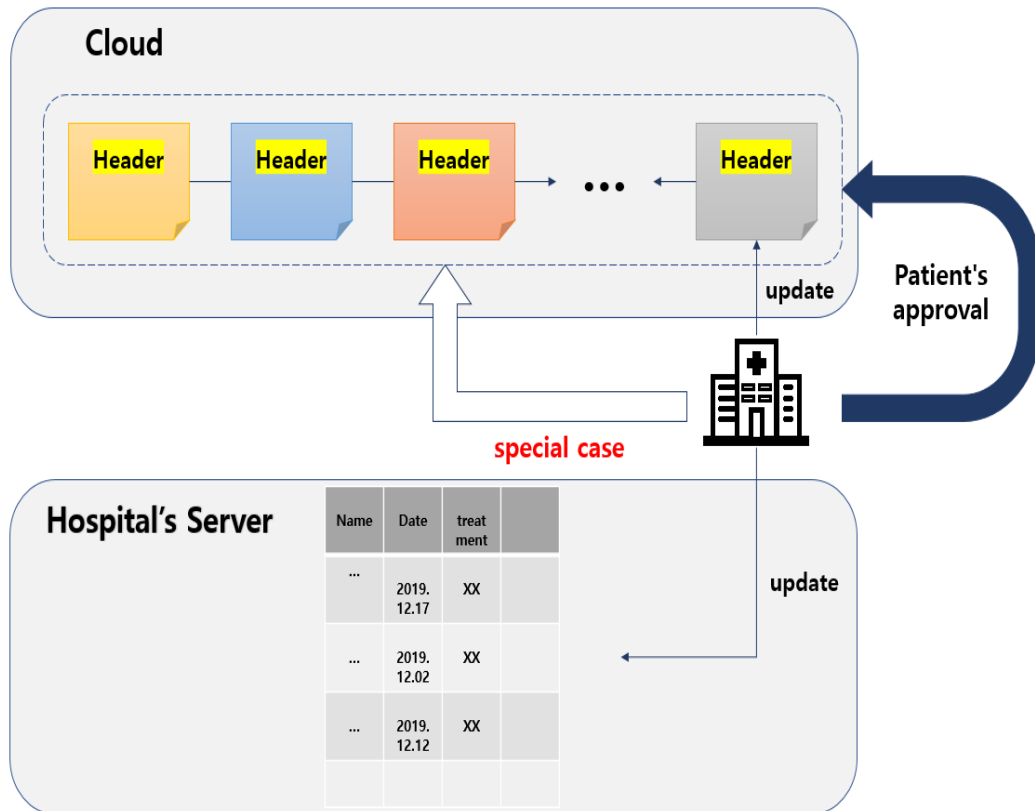 Cloud
Header
Header
Header
...
Header
update
Patient's
approval
special case
Hospital's Server
Name
Date
treat
ment
...
2019.
12.17
XX
...
2019.
12.02
XX
...
2019.
12.12
XX
update